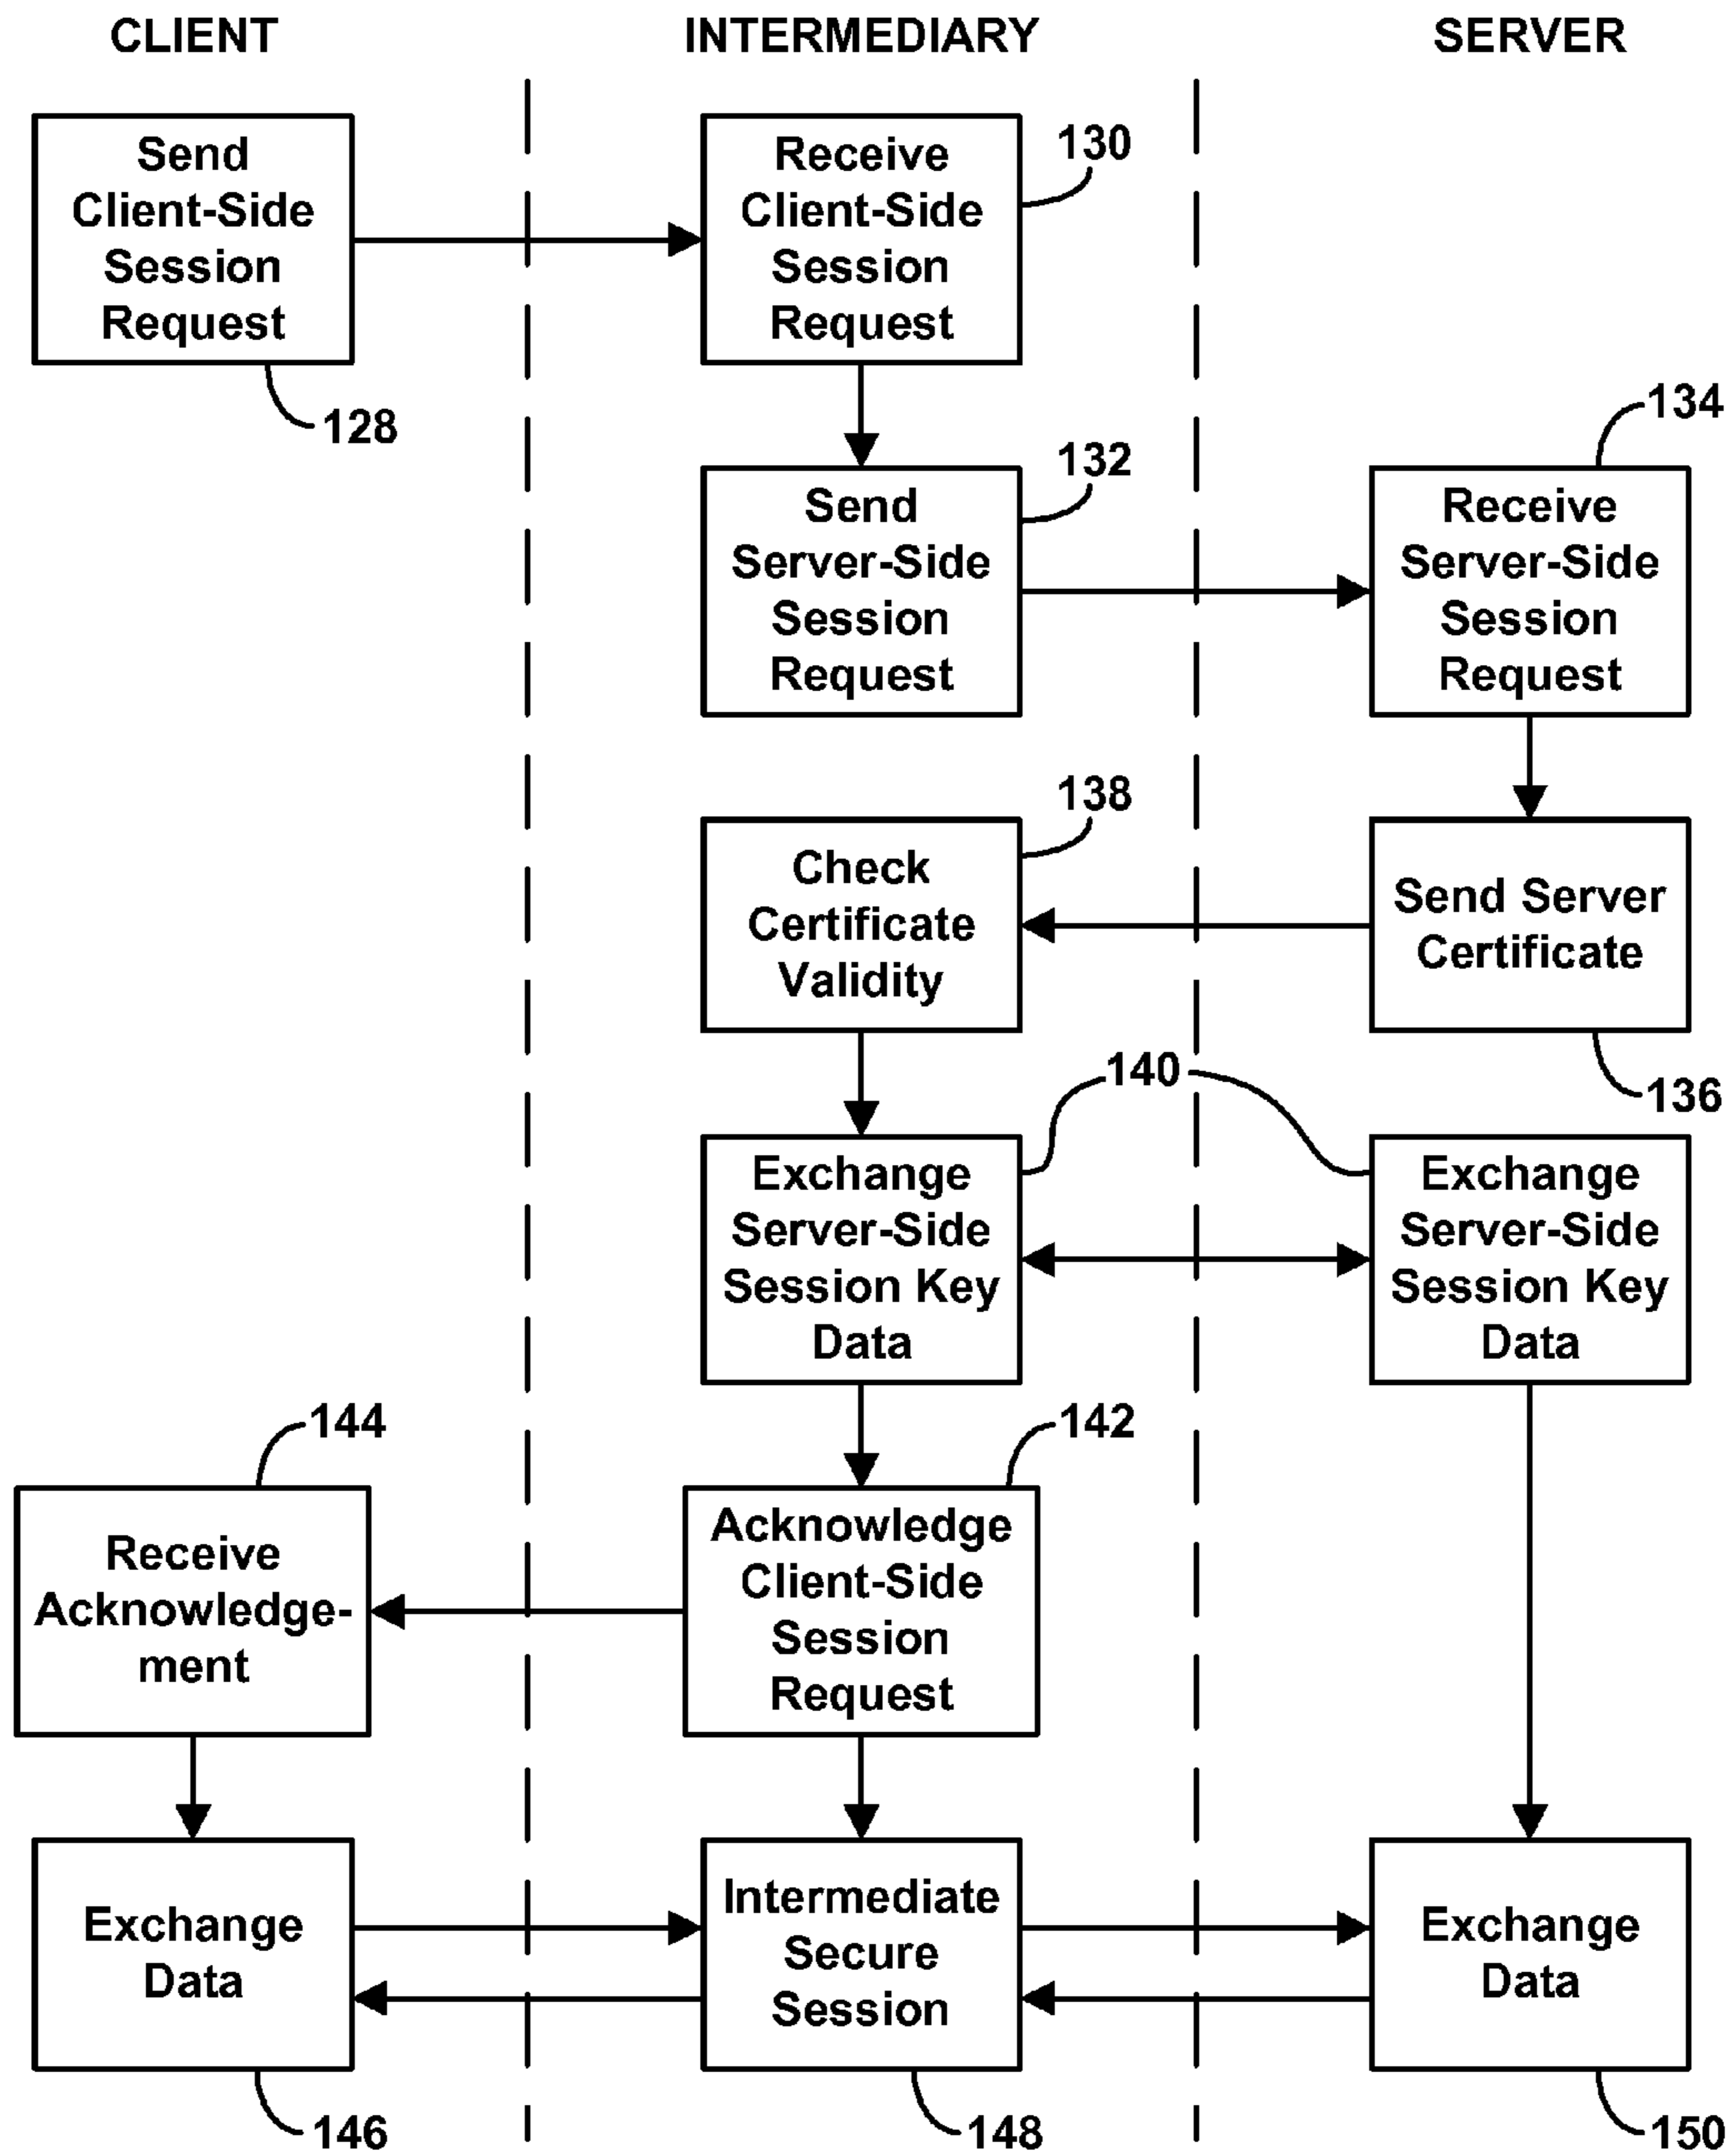 CLIENT
INTERMEDIARY
SERVER
Send
Client-Side
Session
Request
128
Receive
Client-Side
Session
Request
130
Send
Server-Side
Session
Request
132
Receive
Server-Side
Session
Request
134
Check
Certificate
Validity
138
Send Server
Certificate
136
140
Exchange
Server-Side
Session Key
Data
Exchange
Server-Side
Session Key
Data
144
Receive
Acknowledge-
ment
142
Acknowledge
Client-Side
Session
Request
Exchange
Data
146
Intermediate
Secure
Session
148
Exchange
Data
150